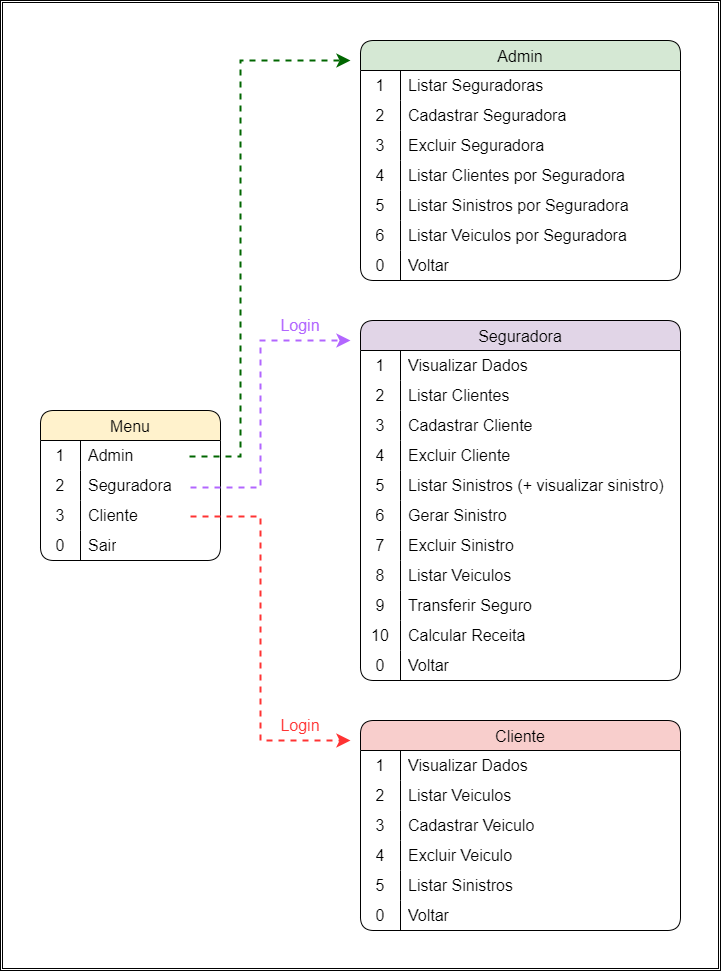 Admin
1 Listar Seguradoras
2 Cadastrar Seguradora
3 Excluir Seguradora
4 Listar Clientes por Seguradora
5 Listar Sinistros por Seguradora
6 Listar Veiculos por Seguradora
0 Voltar
Login
Seguradora
1 Visualizar Dados
2 Listar Clientes
3 Cadastrar Cliente
4 Excluir Cliente
5 Listar Sinistros (+ visualizar sinistro)
6 Gerar Sinistro
7 Excluir Sinistro
8 Listar Veiculos
9 Transferir Seguro
10 Calcular Receita
0 Voltar
Menu
1 Admin
2 Seguradora
3 Cliente
0 Sair
Login
Cliente
1 Visualizar Dados
2 Listar Veiculos
3 Cadastrar Veiculo
4 Excluir Veiculo
5 Listar Sinistros
0 Voltar